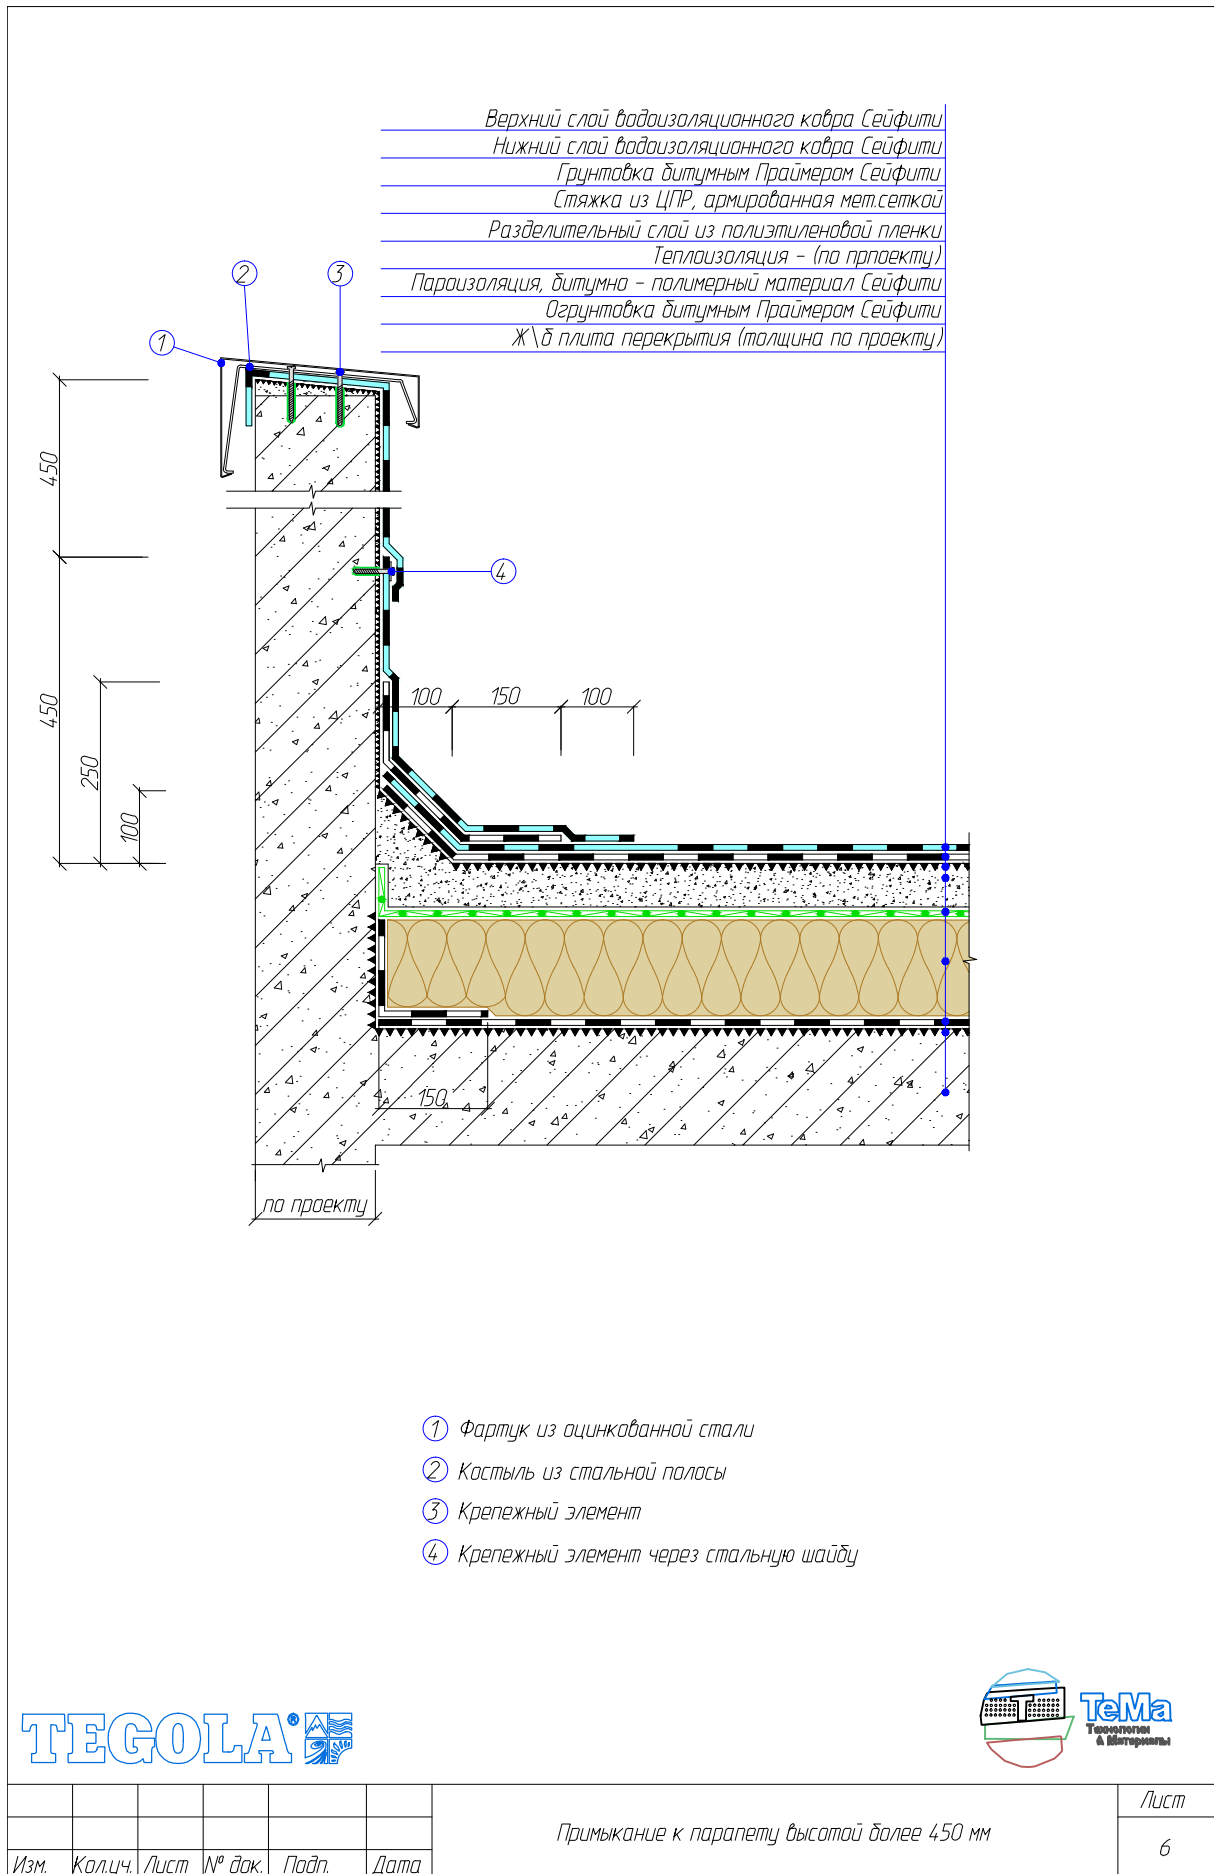 Верхний слой водоизоляционного ковра Сейфити
Нижний слой водоизоляционного ковра Сейфити
Грунтовка битумным Праймером Сейфити
Стяжка из ЦПР, армированная мет.сеткой
Разделительный слой из полиэтиленовой пленки
Теплоизоляция - (по прпоекту)
Пароизоляция, битумно - полимерный материал Сейфити
Огрунтовка битумным Праймером Сейфити
Ж\б плита перекрытия (толщина по проекту)
2
3
1
450
4
450
250
100
100
150
100
150
по проекту
1 Фартук из оцинкованной стали
2 Костыль из стальной полосы
3 Крепежный элемент
4 Крепежный элемент через стальную шайбу
TEGOLA®
ТеМа
Технологии
& Материалы
Примыкание к парапету высотой более 450 мм
Лист
6
Изм. Кол.уч. Лист № док. Подп. Дата